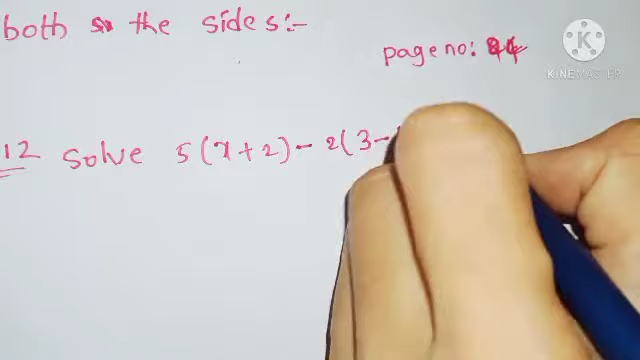 both the sides:-
page no:
KINEMASTER
12 Solve 5(x+2)-2(3-